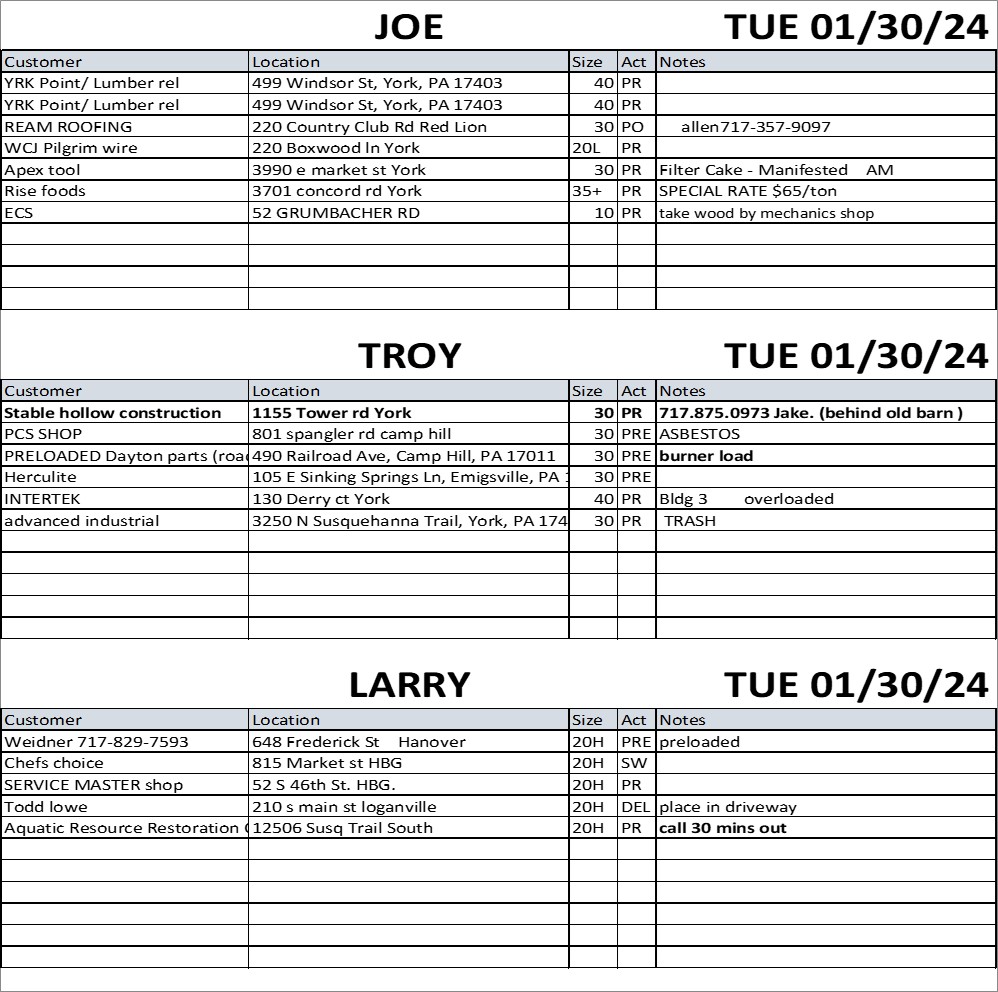 JOE TUE 01/30/24
Customer Location Size Act Notes
YRK Point/ Lumber rel 499 Windsor St, York, PA 17403 40 PR
YRK Point/ Lumber rel 499 Windsor St, York, PA 17403 40 PR
REAM ROOFING 220 Country Club Rd Red Lion 30 PO allen717-357-9097
WCJ Pilgrim wire 220 Boxwood ln York 20L PR
Apex tool 3990 e market st York 30 PR Filter Cake - Manifested AM
Rise foods 3701 concord rd York 35+ PR SPECIAL RATE $65/ton
ECS 52 GRUMBACHER RD 10 PR take wood by mechanics shop
TROY TUE 01/30/24
Customer Location Size Act Notes
Stable hollow construction 1155 Tower rd York 30 PR 717.875.0973 Jake. (behind old barn )
PCS SHOP 801 spangler rd camp hill 30 PRE ASBESTOS
PRELOADED Dayton parts (roa 490 Railroad Ave, Camp Hill, PA 17011 30 PRE burner load
Herculite 105 E Sinking Springs Ln, Emigsville, PA 30 PRE
INTERTEK 130 Derry ct York 40 PR Bldg 3 overloaded
advanced industrial 3250 N Susquehanna Trail, York, PA 174 30 PR TRASH
LARRY TUE 01/30/24
Customer Location Size Act Notes
Weidner 717-829-7593 648 Frederick St Hanover 20H PRE preloaded
Chefs choice 815 Market st HBG 20H SW
SERVICE MASTER shop 52 S 46th St. HBG. 20H PR
Todd lowe 210 s main st loganville 20H DEL place in driveway
Aquatic Resource Restoration 12506 Susq Trail South 20H PR call 30 mins out